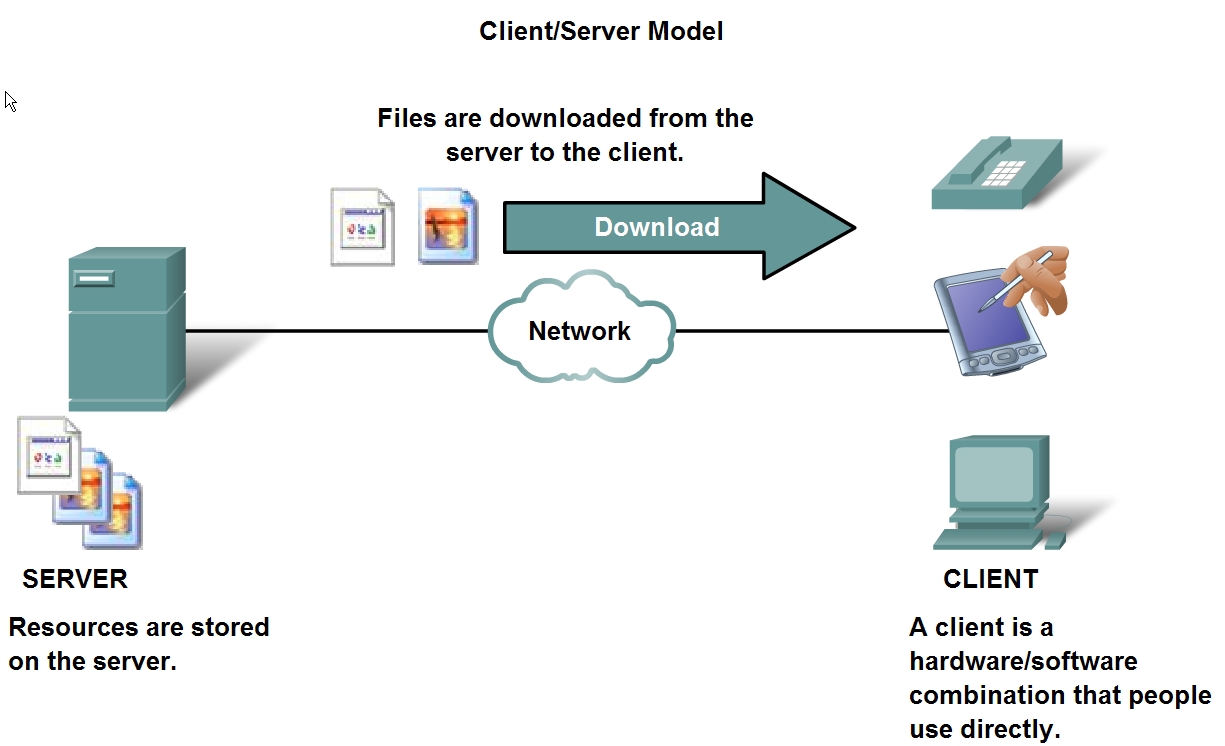 Client/Server Model
Files are downloaded from the
server to the client.
Download
Network
SERVER
Resources are stored
on the server.
CLIENT
A client is a
hardware/software
combination that people
use directly.